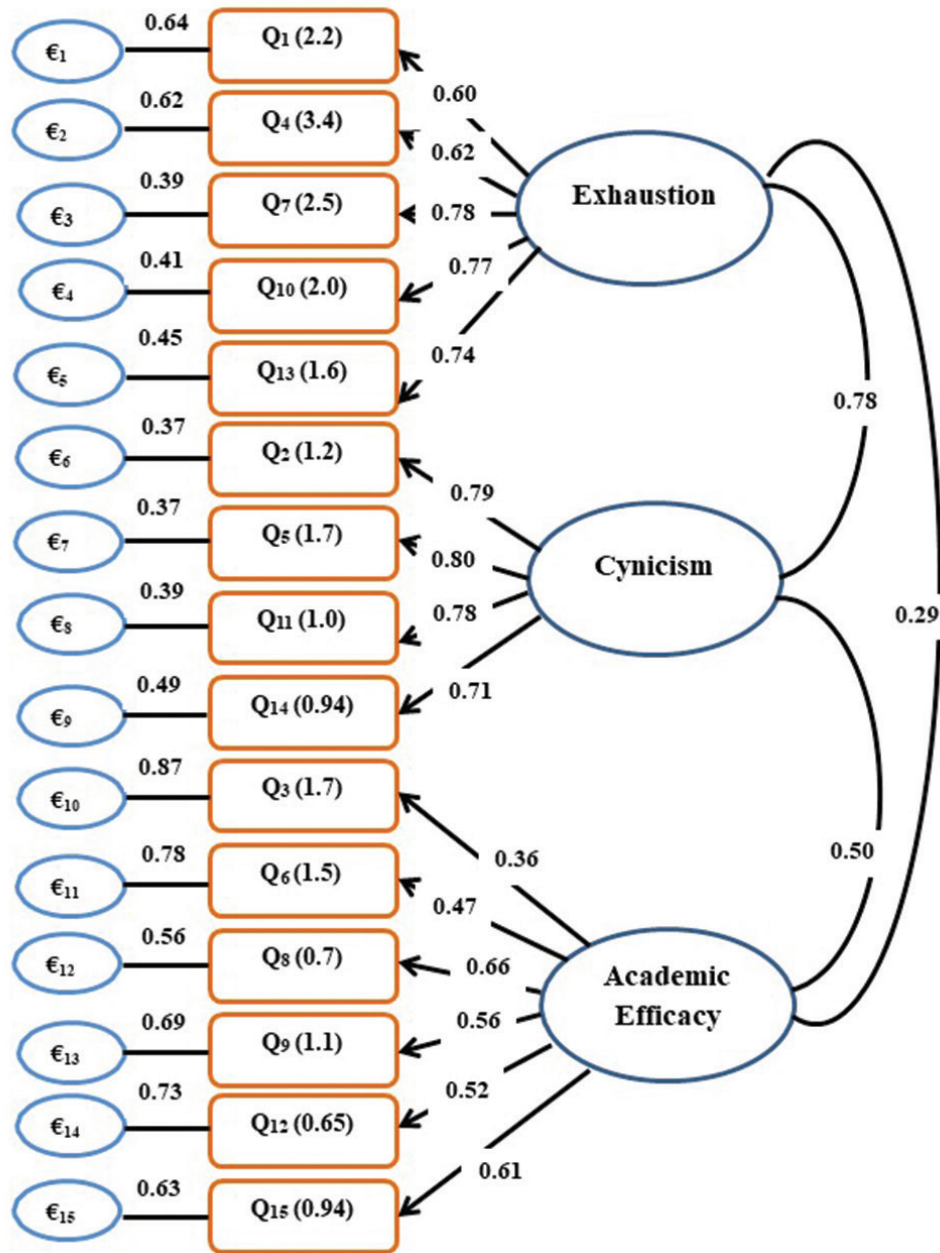 0.64
€1
Q1 (2.2)
0.60
0.62
€2
Q4 (3.4)
0.62
0.39
€3
Q7 (2.5)
0.78
Exhaustion
0.41
€4
Q10 (2.0)
0.77
0.45
€5
Q13 (1.6)
0.74
0.78
0.37
€6
Q2 (1.2)
0.79
0.37
€7
Q5 (1.7)
0.80
Cynicism
0.39
€8
Q11 (1.0)
0.78
0.29
0.49
€9
Q14 (0.94)
0.71
0.87
€10
Q3 (1.7)
0.36
0.50
0.78
€11
Q6 (1.5)
0.47
0.56
€12
Q8 (0.7)
0.66
Academic
Efficacy
0.69
€13
Q9 (1.1)
0.56
0.73
€14
Q12 (0.65)
0.52
0.63
€15
Q15 (0.94)
0.61